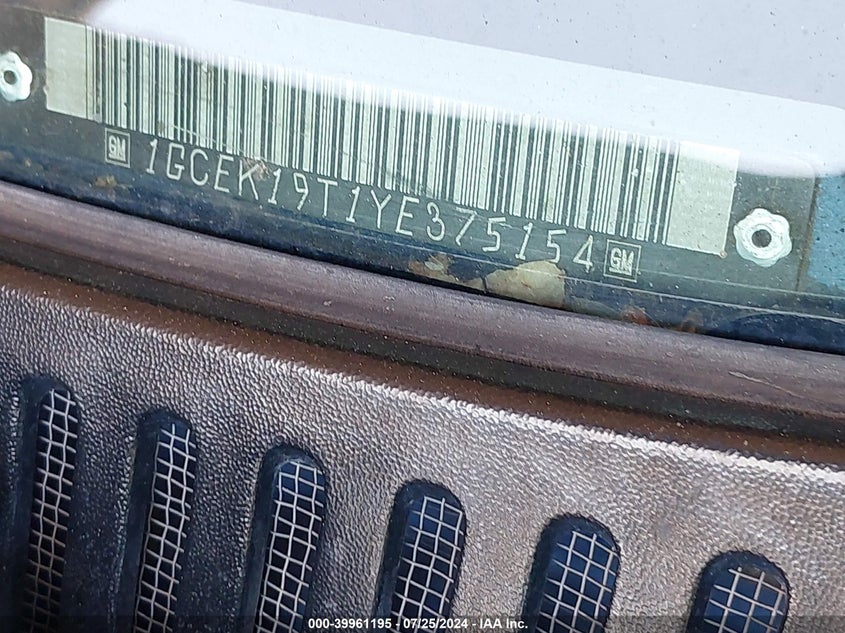 GM 1GCEK19T1YE375154 GM
000-39961195 / 07/25/2024 / IAA Inc.